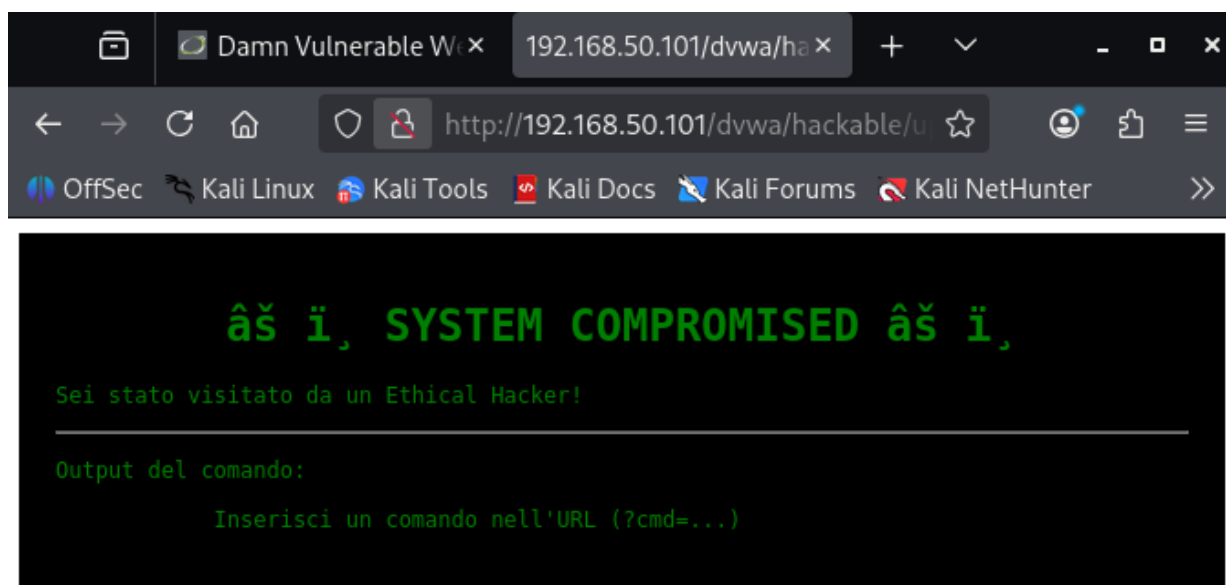 Damn Vulnerable We
192.168.50.101/dvwa/ha
http://192.168.50.101/dvwa/hackable/u
OffSec Kali Linux Kali Tools Kali Docs Kali Forums Kali NetHunter
âš ï¸ SYSTEM COMPROMISED âš ï¸
Sei stato visitato da un Ethical Hacker!
Output del comando:
Inserisci un comando nell'URL (?cmd=...)